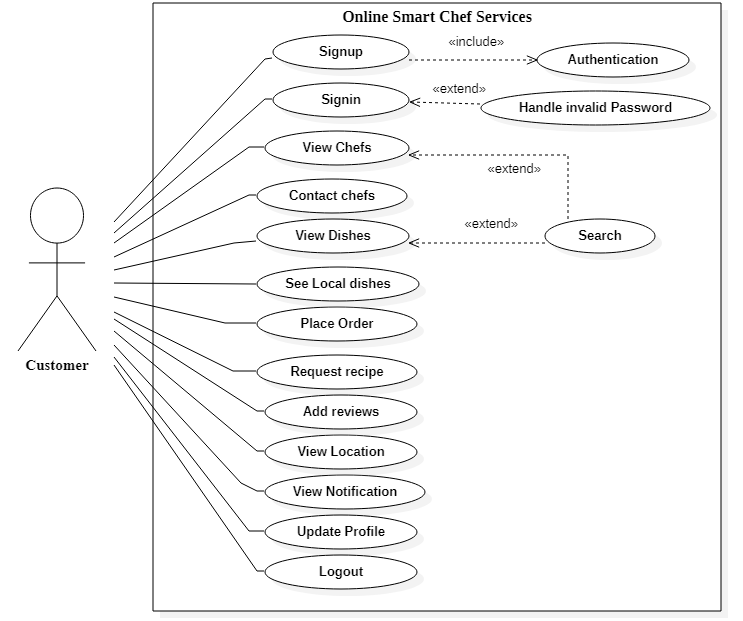 Online Smart Chef Services
Signup
«include»
Authentication
Signin
«extend»
Handle invalid Password
View Chefs
«extend»
Contact chefs
View Dishes
«extend»
Search
See Local dishes
Place Order
Customer
Request recipe
Add reviews
View Location
View Notification
Update Profile
Logout